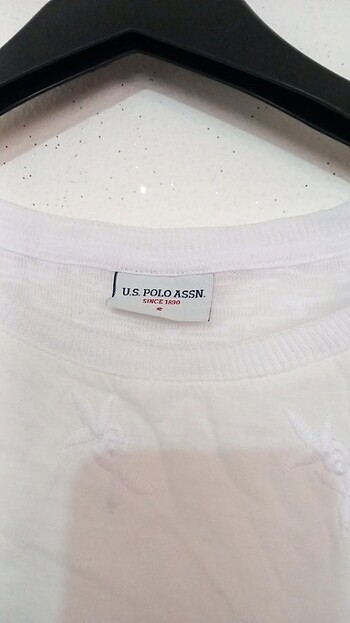 U.S. POLO ASSN.
SINCE 1890